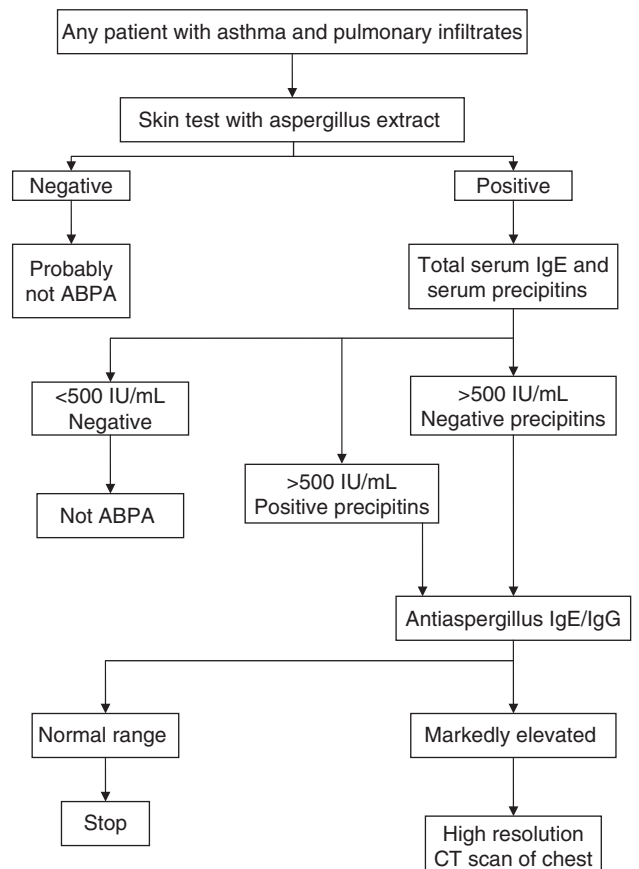 Any patient with asthma and pulmonary infiltrates
Skin test with aspergillus extract
Negative
Positive
Probably
not ABPA
Total serum IgE and
serum precipitins
<500 IU/mL
Negative
>500 IU/mL
Negative precipitins
>500 IU/mL
Positive precipitins
Not ABPA
Antiaspergillus IgE/IgG
Normal range
Markedly elevated
Stop
High resolution
CT scan of chest